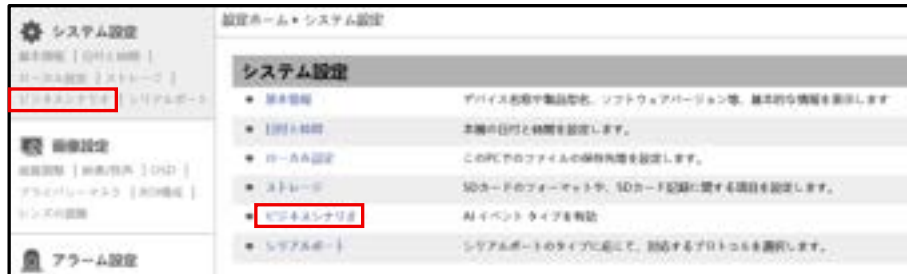 システム設定
基本情報 | 日付と時間 |
ローカル設定 | ストレージ |
ビジネスシナリオ | シリアルポート
画像設定
画面調整 | 映像/音声 | OSD |
プライバシーマスク | ROI機能 |
レンズの調整
アラーム設定
設定ホーム▸システム設定
システム設定
● 基本情報 デバイス名称や製品型名、ソフトウェアバージョン等、基本的な情報を表示します
● 日付と時間 本機の日付と時間を設定します。
● ローカル設定 このPCでのファイルの保存先等を設定します。
● ストレージ SDカードのフォーマットや、SDカード記録に関する項目を設定します。
● ビジネスシナリオ AIイベントタイプを有効
● シリアルポート シリアルポートのタイプに応じて、対応するプロトコルを選択します。